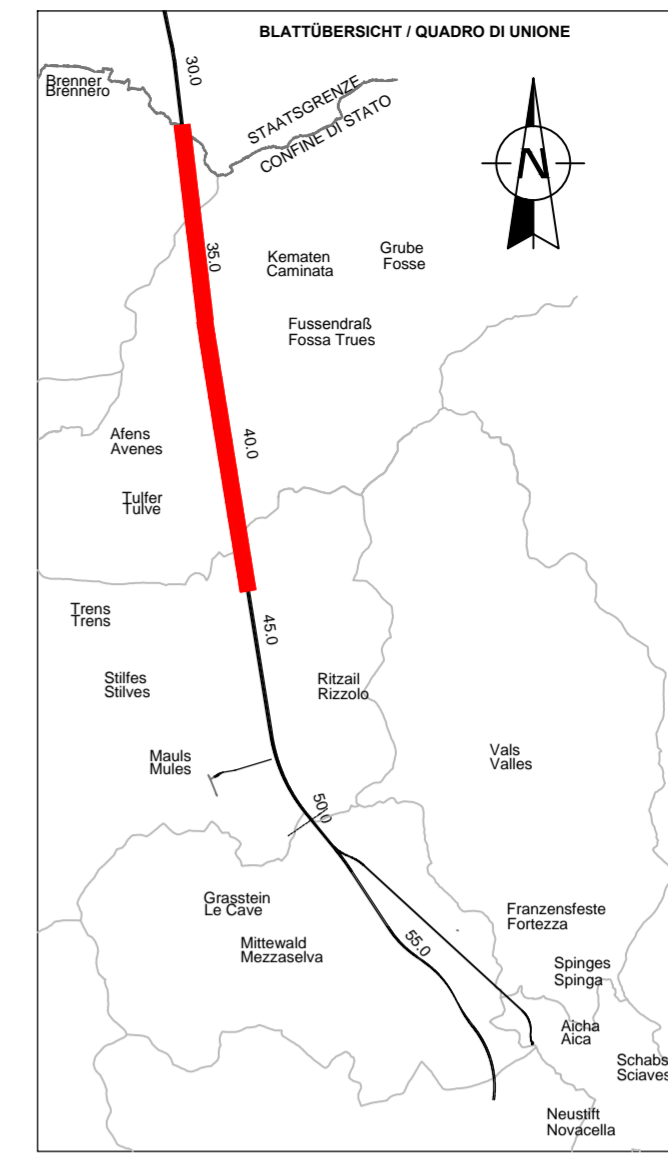 BLATTÜBERSICHT / QUADRO DI UNIONE
30.0
Brenner
Brennero
STAATSGRENZE
CONFINE DI STATO
N
35.0
Kematen
Caminata
Grube
Fosse
Fussendraß
Fossa Trues
40.0
Afens
Avenes
Tulfer
Tulve
Trens
Trens
45.0
Stilfes
Stilves
Ritzail
Rizzolo
Mauls
Mules
Vals
Valles
50.0
Grasstein
Le Cave
Franzensfeste
Fortezza
Mittewald
Mezzaselva
55.0
Spinges
Spinga
Aicha
Aica
Schabs
Sciaves
Neustift
Novacella